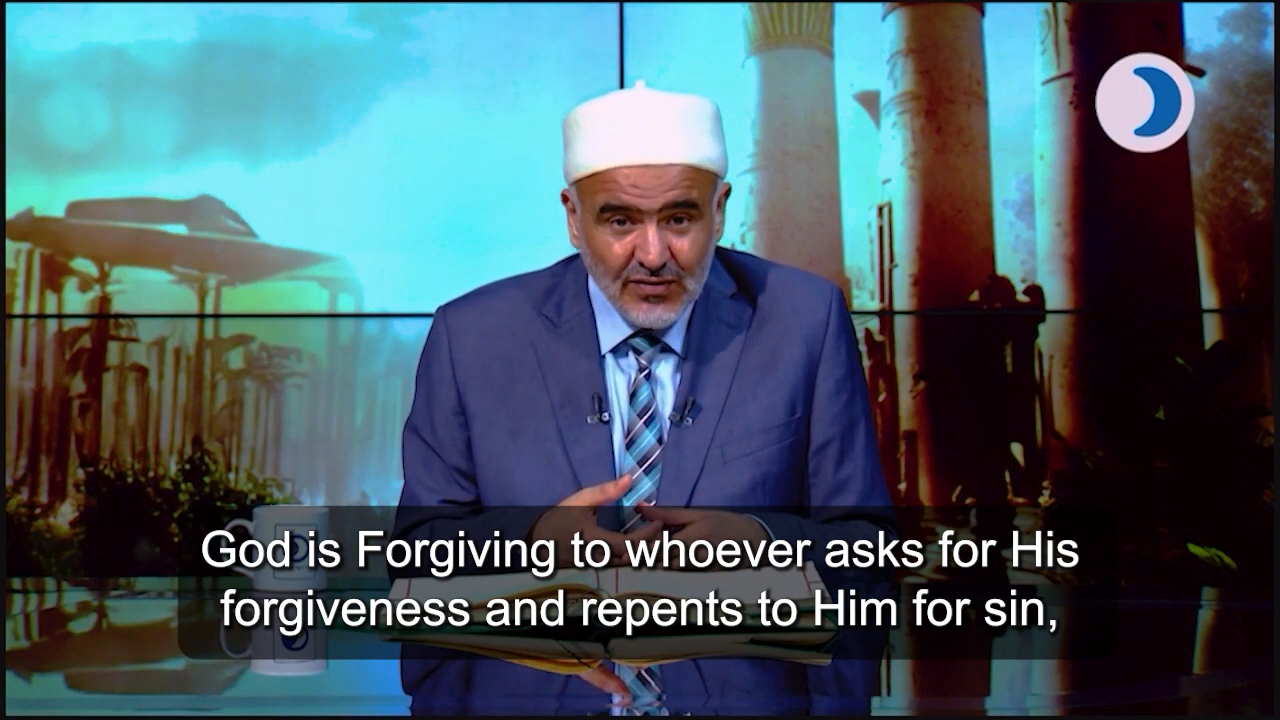 God is Forgiving to whoever asks for His
forgiveness and repents to Him for sin,